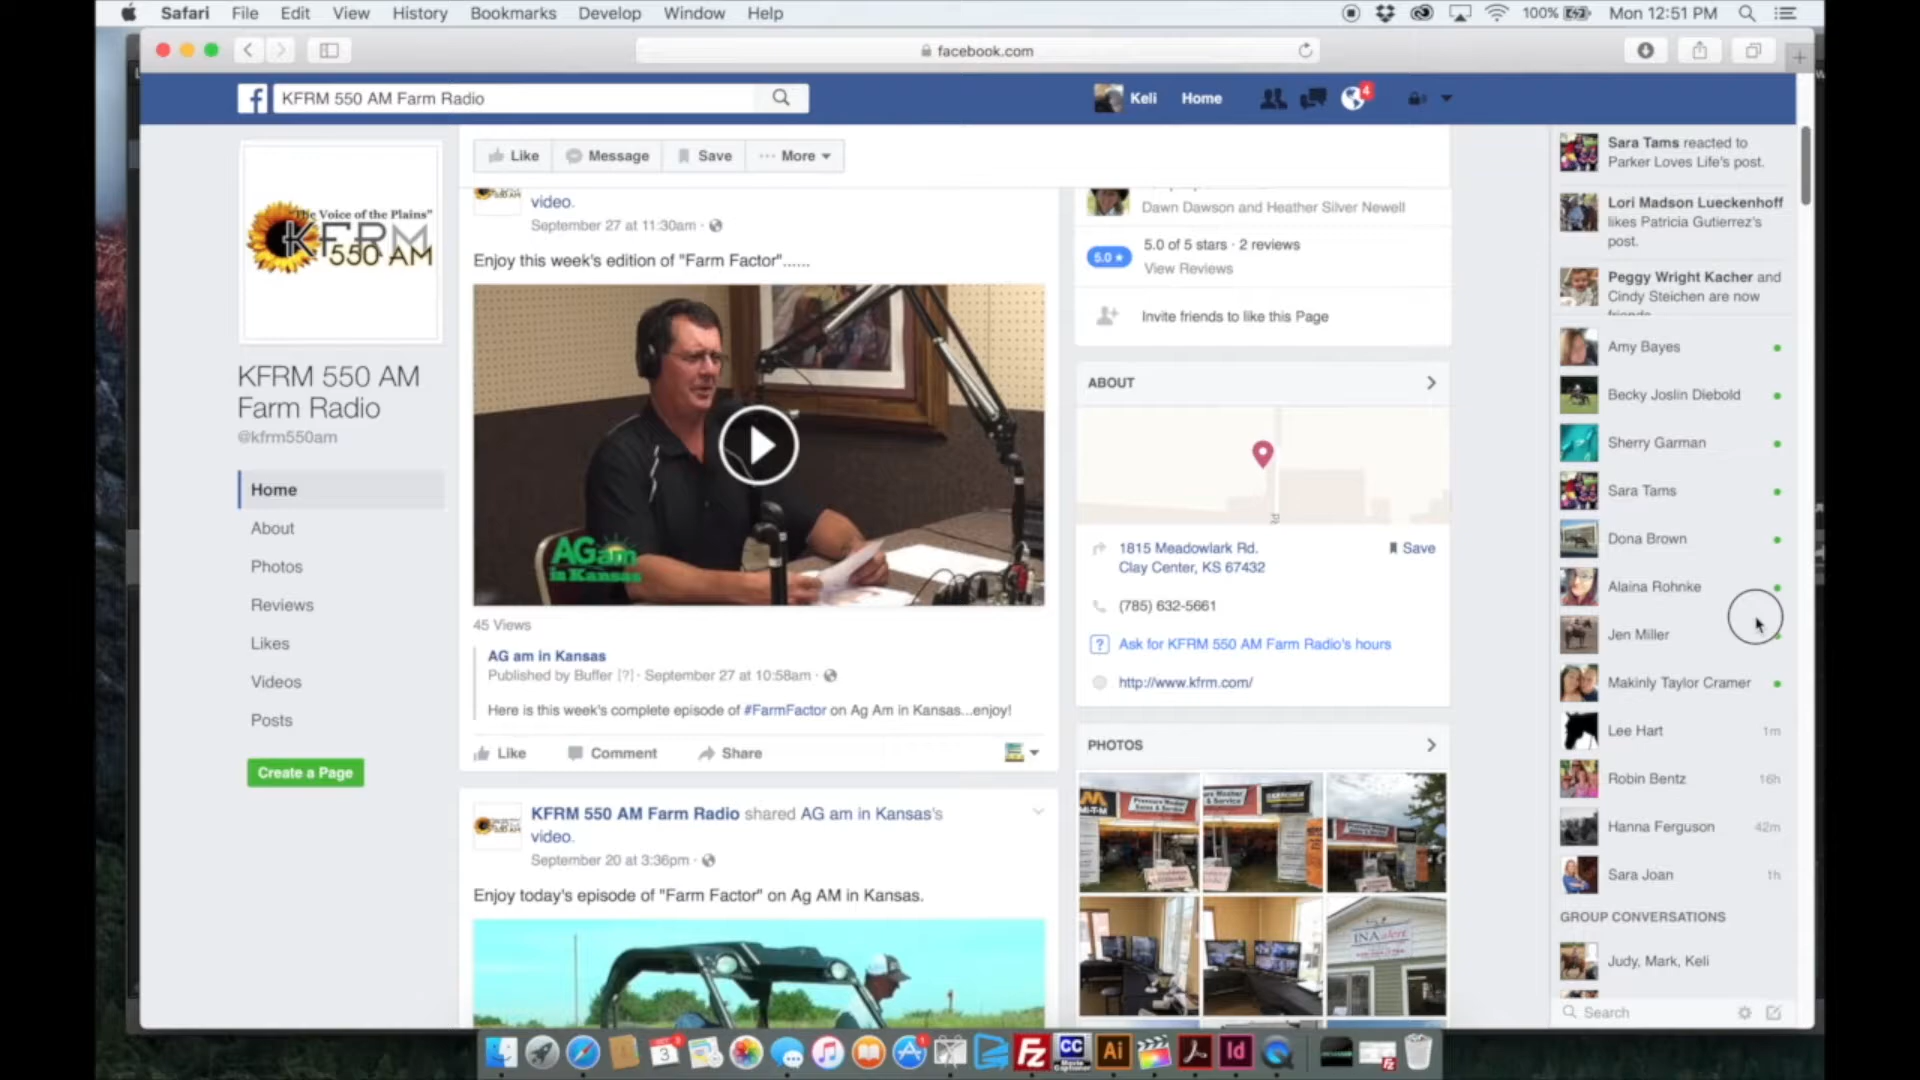 Safari File Edit View History Bookmarks Develop Window Help
100% Mon 12:51 PM
facebook.com
KFRM 550 AM Farm Radio
Keli Home
4
"The Voice of the Plains"
KFRM
550 AM
KFRM 550 AM
Farm Radio
@kfrm550am
Home
About
Photos
Reviews
Likes
Videos
Posts
Create a Page
Like Message Save More
video.
September 27 at 11:30am
Enjoy this week's edition of "Farm Factor"......
AGam
in Kansas
45 Views
AG am in Kansas
Published by Buffer [?] · September 27 at 10:58am ·
Here is this week's complete episode of #FarmFactor on Ag Am in Kansas...enjoy!
Like Comment Share
KFRM 550 AM Farm Radio shared AG am in Kansas's
video.
September 20 at 3:36pm ·
Enjoy today's episode of "Farm Factor" on Ag AM in Kansas.
Dawn Dawson and Heather Silver Newell
5.0 ★
5.0 of 5 stars · 2 reviews
View Reviews
Invite friends to like this Page
ABOUT
1815 Meadowlark Rd.
Clay Center, KS 67432
Save
(785) 632-5661
Ask for KFRM 550 AM Farm Radio's hours
http://www.kfrm.com/
PHOTOS
Sara Tams reacted to
Parker Loves Life's post.
Lori Madson Lueckenhoff
likes Patricia Gutierrez's
post.
Peggy Wright Kacher and
Cindy Steichen are now
friends
Amy Bayes
Becky Joslin Diebold
Sherry Garman
Sara Tams
Dona Brown
Alaina Rohnke
Jen Miller
Makinly Taylor Cramer
Lee Hart 1m
Robin Bentz 16h
Hanna Ferguson 42m
Sara Joan 1h
GROUP CONVERSATIONS
Judy, Mark, Keli
Search
3
Fz
CC
Ai
Id